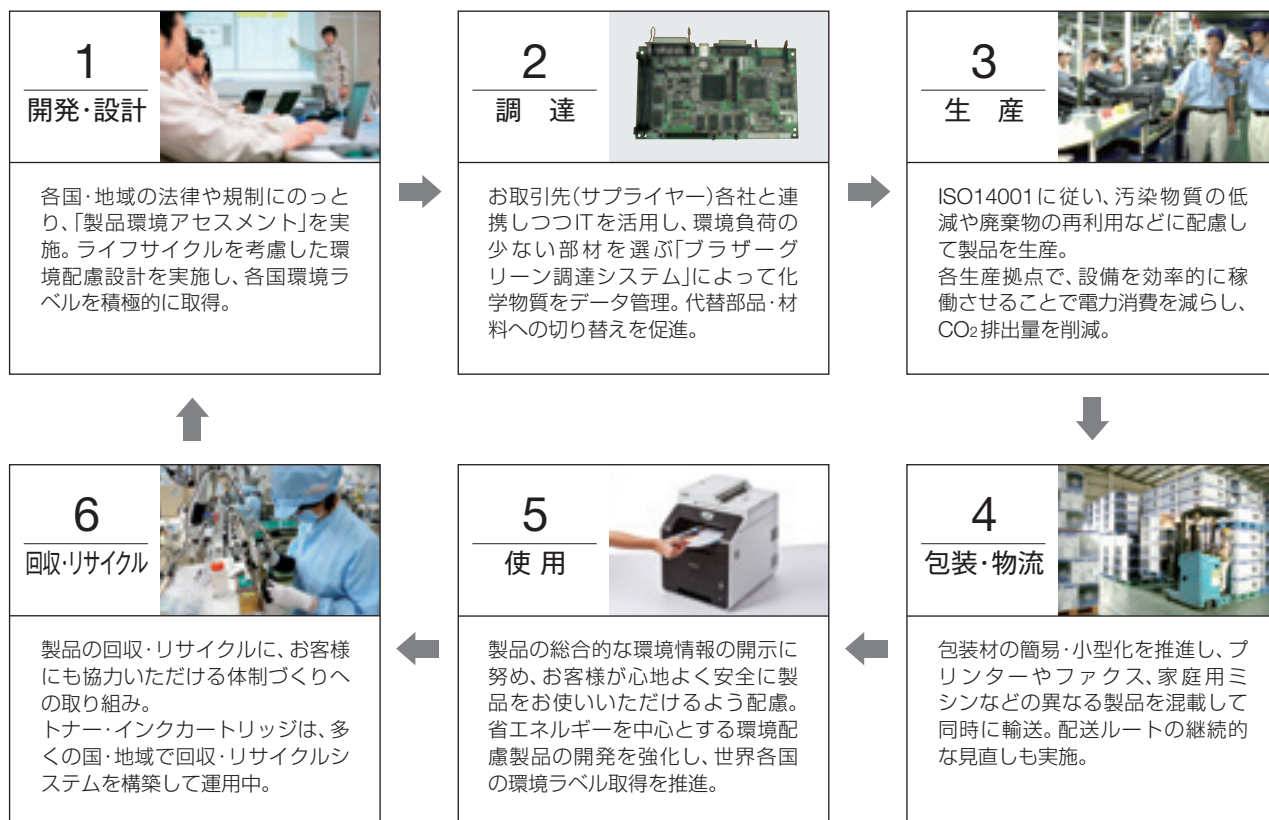 1
開発・設計
各国・地域の法律や規制にのっと
り、「製品環境アセスメント」を実
施。ライフサイクルを考慮した環
境配慮設計を実施し、各国環境ラ
ベルを積極的に取得。
2
調 達
お取引先(サプライヤー)各社と連
携しつつITを活用し、環境負荷の
少ない部材を選ぶ「ブラザーグ
リーン調達システム」によって化
学物質をデータ管理。代替部品・材
料への切り替えを促進。
3
生 産
ISO14001に従い、汚染物質の低
減や廃棄物の再利用などに配慮し
て製品を生産。
各生産拠点で、設備を効率的に稼
働させることで電力消費を減らし、
CO2排出量を削減。
6
回収・リサイクル
製品の回収・リサイクルに、お客様
にも協力いただける体制づくりへ
の取り組み。
トナー・インクカートリッジは、多
くの国・地域で回収・リサイクルシ
ステムを構築して運用中。
5
使 用
製品の総合的な環境情報の開示に
努め、お客様が心地よく安全に製
品をお使いいただけるよう配慮。
省エネルギーを中心とする環境配
慮製品の開発を強化し、世界各国
の環境ラベル取得を推進。
4
包装・物流
包装材の簡易・小型化を推進し、プ
リンターやファクス、家庭用ミ
シンなどの異なる製品を混載して
同時に輸送。配送ルートの継続的
な見直しも実施。